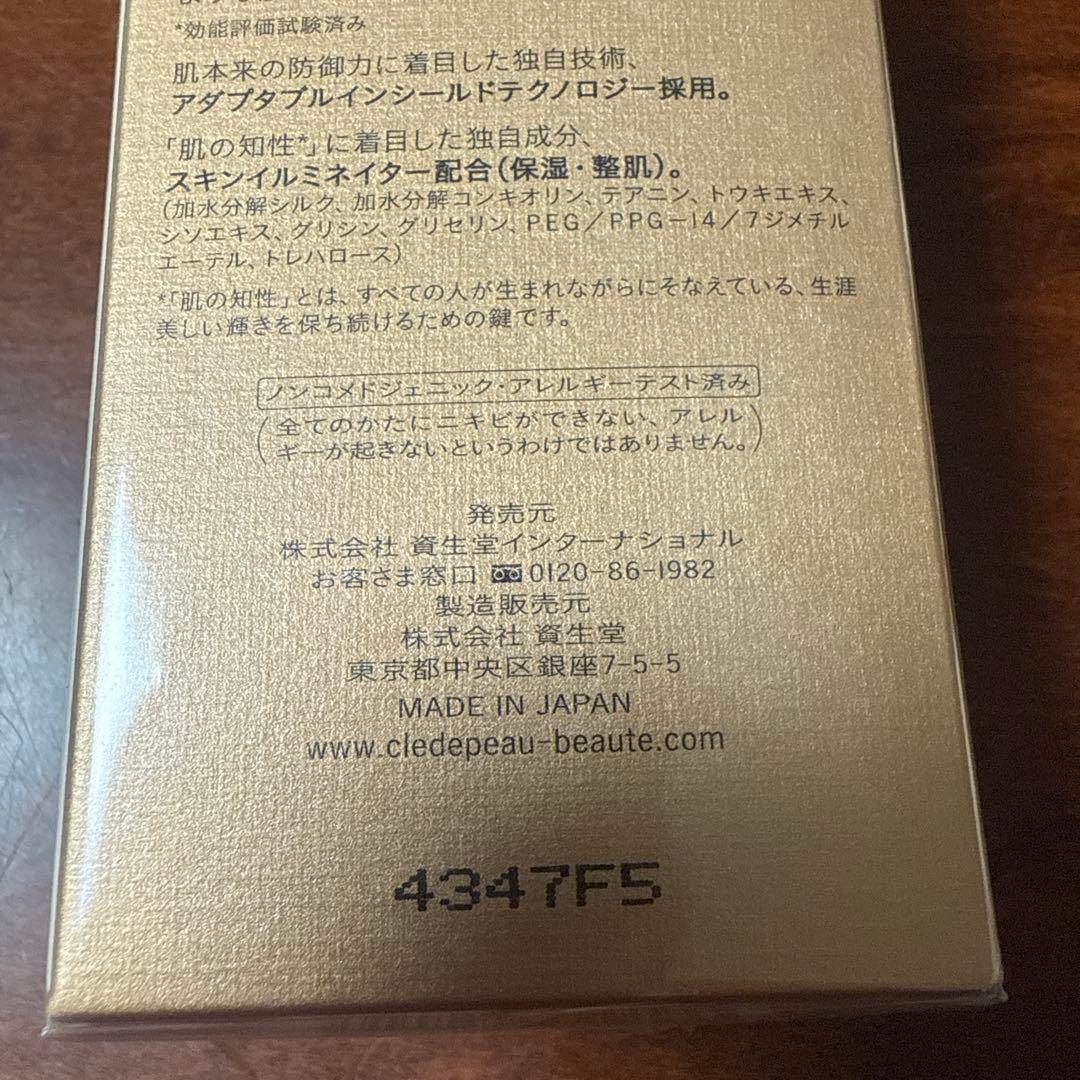 *効能評価試験済み
肌本来の防御力に着目した独自技術、
アダプタブルインシールドテクノロジー採用。
「肌の知性*」に着目した独自成分、
スキンイルミネイター配合(保湿・整肌)。
(加水分解シルク、加水分解コンキオリン、テアニン、トウキエキス、
シソエキス、グリシン、グリセリン、PEG/PPG-14/7ジメチル
エーテル、トレハロース)
*「肌の知性」とは、すべての人が生まれながらにそなえている、生涯
美しい輝きを保ち続けるための鍵です。
ノンコメドジェニック・アレルギーテスト済み
(全てのかたにニキビができない、アレル
ギーが起きないというわけではありません。)
発売元
株式会社 資生堂インターナショナル
お客さま窓口 0120-86-1982
製造販売元
株式会社 資生堂
東京都中央区銀座7-5-5
MADE IN JAPAN
www.cledepeau-beaute.com
4347F5